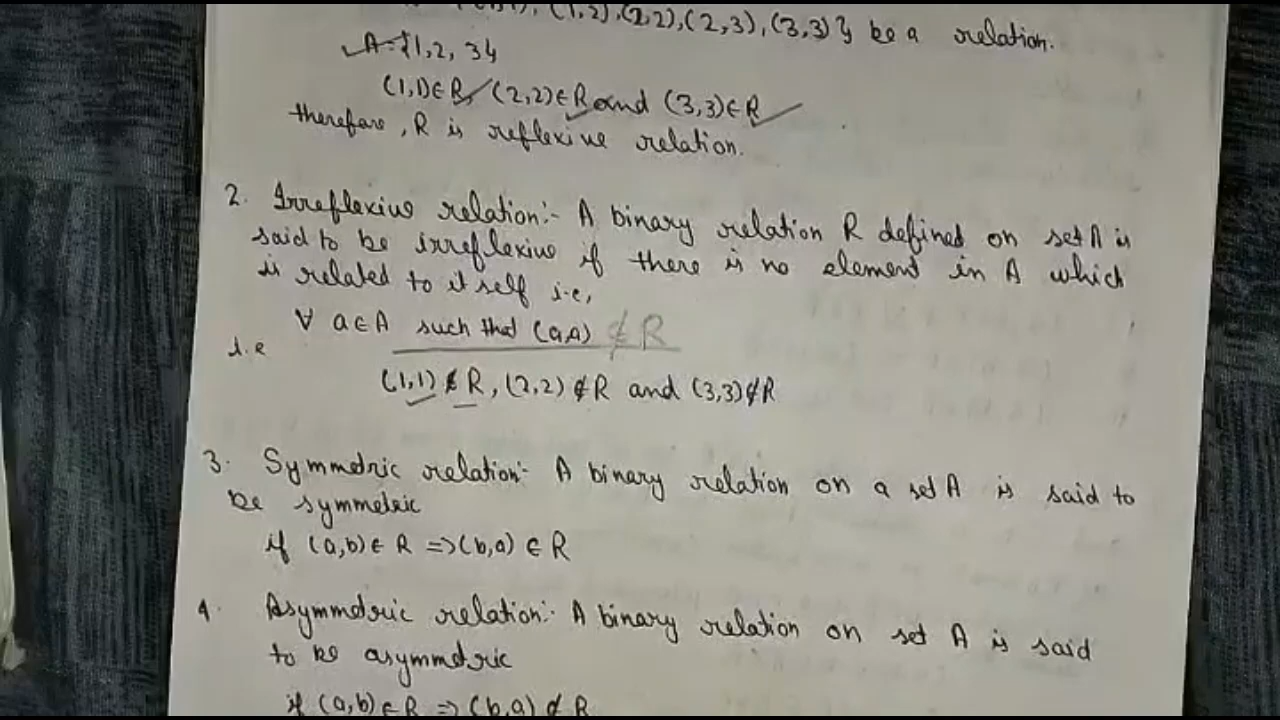 (1,2), (2,2), (2,3), (3,3)} be a relation.
A = {1, 2, 3}
(1,1) ∈ R, (2,2) ∈ R and (3,3) ∈ R
therefore, R is reflexive relation.
2. Irreflexive relation:- A binary relation R defined on set A is
said to be irreflexive if there is no element in A which
is related to it self i.e,
∀ a ∈ A such that (a,a) ∉ R
i.e
(1,1) ∉ R, (2,2) ∉ R and (3,3) ∉ R
3. Symmetric relation:- A binary relation on a set A is said to
be symmetric
if (a,b) ∈ R => (b,a) ∈ R
4. Asymmetric relation:- A binary relation on set A is said
to be asymmetric
if (a,b) ∈ R => (b,a) ∉ R